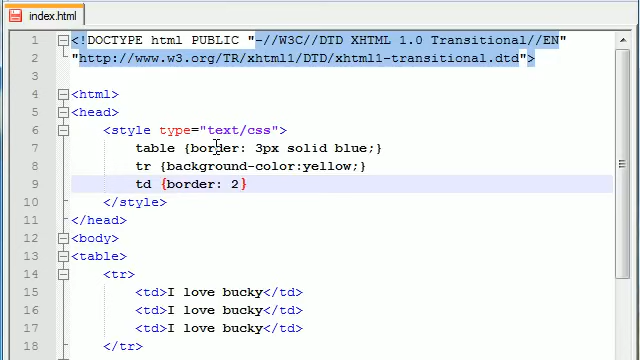 index.html
1 <!DOCTYPE html PUBLIC "-//W3C//DTD XHTML 1.0 Transitional//EN"
2 "http://www.w3.org/TR/xhtml1/DTD/xhtml1-transitional.dtd">
3
4 <html>
5 <head>
6 <style type="text/css">
7 table {border: 3px solid blue;}
8 tr {background-color:yellow;}
9 td {border: 2}
10 </style>
11 </head>
12 <body>
13 <table>
14 <tr>
15 <td>I love bucky</td>
16 <td>I love bucky</td>
17 <td>I love bucky</td>
18 </tr>